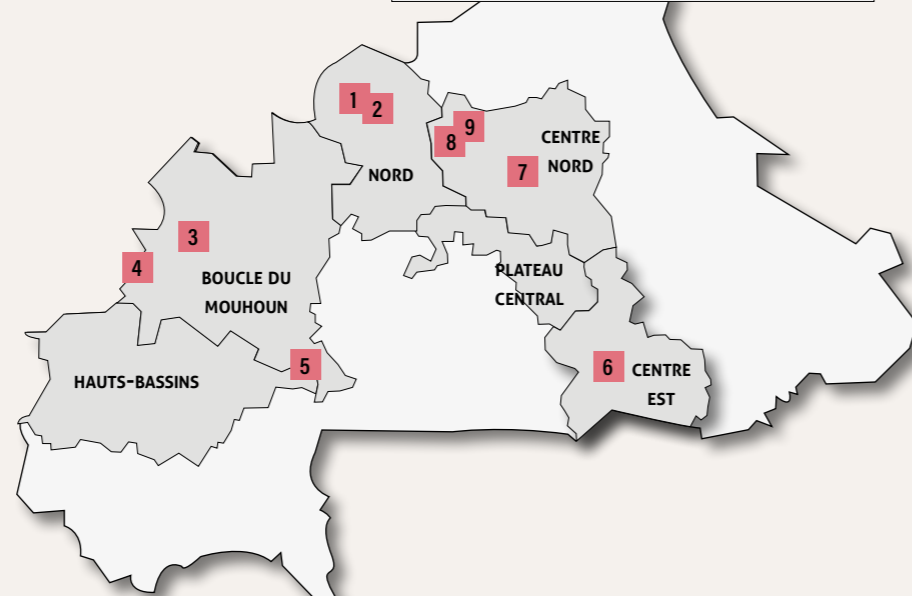 1
2
9
8
CENTRE
NORD
7
NORD
3
4
BOUCLE DU
MOUHOUN
PLATEAU
CENTRAL
5
6
CENTRE
EST
HAUTS-BASSINS